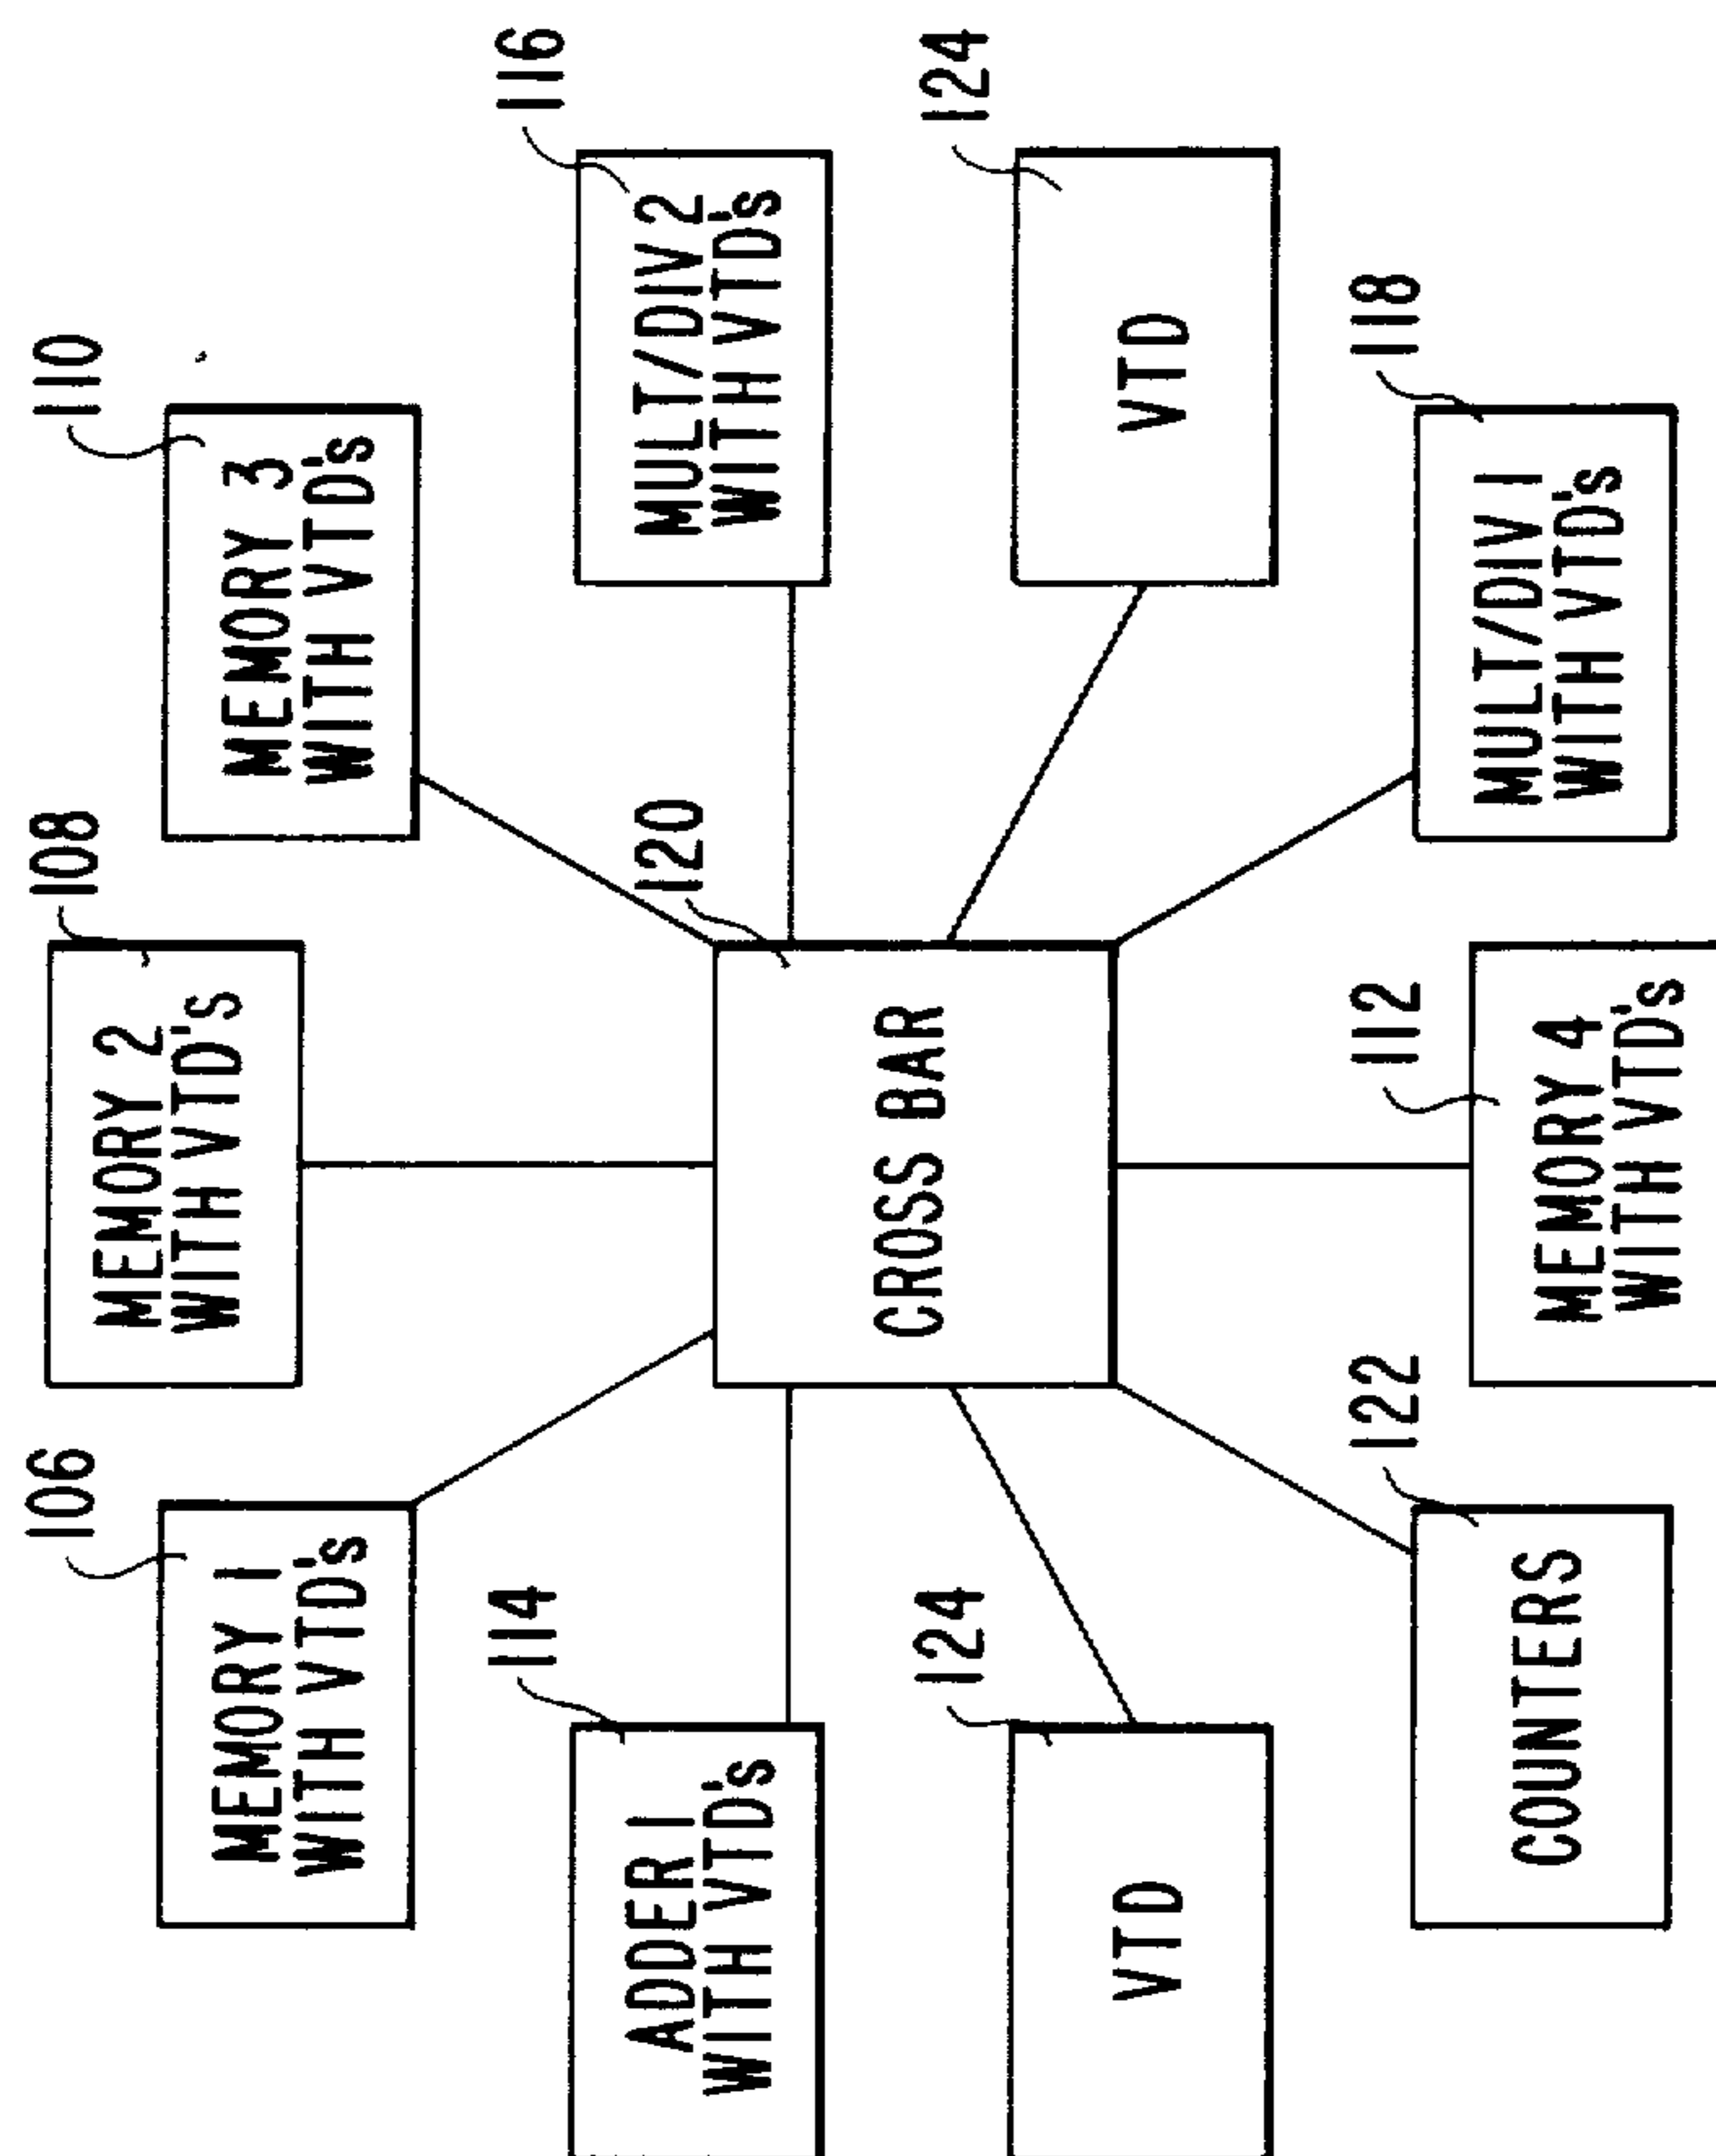 106
MEMORY 1
WITH VTD's
108
MEMORY 2
WITH VTD's
110
MEMORY 3
WITH VTD's
114
ADDER 1
WITH VTD's
120
CROSS BAR
116
MULT/DIV 2
WITH VTD's
124
VTD
124
VTD
122
COUNTERS
112
MEMORY 4
WITH VTD's
118
MULT/DIV 1
WITH VTD's